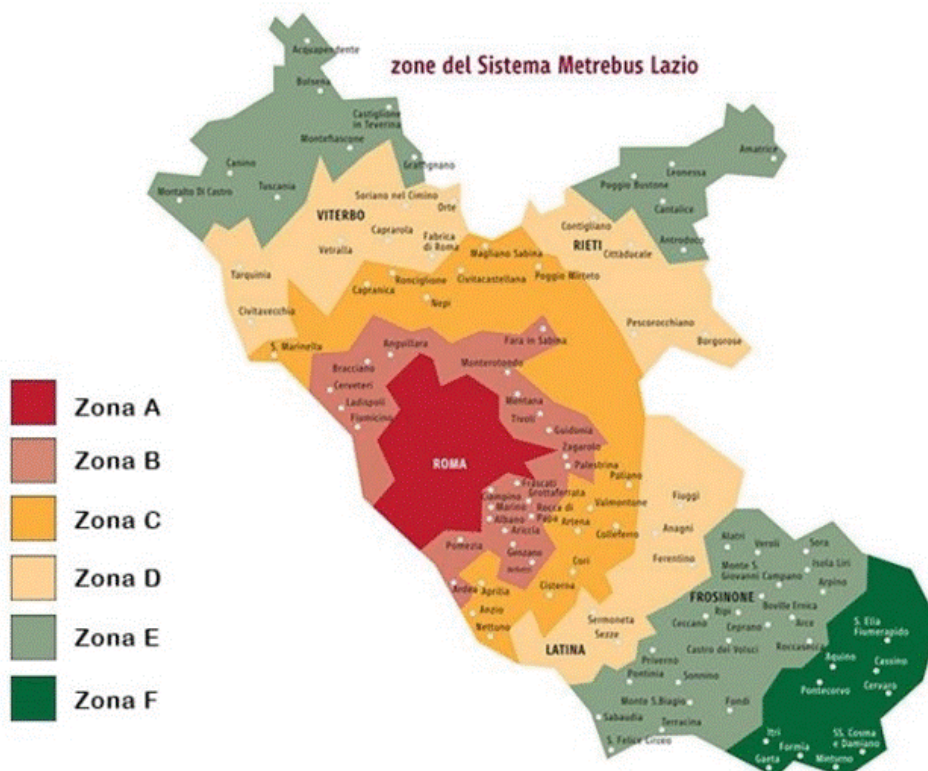 zone del Sistema Metrebus Lazio
Acquapendente
Bolsena
Castiglione
in Teverina
Montefiascone
Graffignano
Canino
Tuscania
Montalto Di Castro
Amatrice
Leonessa
Poggio Bustone
Cantalice
Antrodoco
Soriano nel Cimino
Orte
VITERBO
Caprarola
Fabrica
di Roma
Vetralla
Contigliano
RIETI
Cittaducale
Magliano Sabina
Poggio Mirteto
Tarquinia
Civitacastellana
Ronciglione
Capranica
Nepi
Civitavecchia
Pescorocchiano
Borgorose
S. Marinella
Anguillara
Fara in Sabina
Bracciano
Monterotondo
Cerveteri
Mentana
Ladispoli
Tivoli
Fiumicino
Guidonia
Zagarolo
Palestrina
ROMA
Frascati
Ciampino
Grottaferrata
Marino
Rocce di
Papa
Albano
Ariccia
Genzano
Pomezia
Paliano
Valmontone
Artena
Colleferro
Cori
Cisterna
Ardea
Aprilia
Anzio
Nettuno
Fiuggi
Anagni
Ferentino
Sermoneta
Sezze
LATINA
Alatri
Veroli
Sora
Monte S.
Giovanni Campano
Isola Liri
Arpino
FROSINONE
Boville Ernica
Ripi
Ceccano
Ceprano
Arce
Castro dei Volsci
Roccasecca
Priverno
Pontinia
Sonnino
Monte S.Biagio
Fondi
Sabaudia
Terracina
S. Felice Circeo
S. Elia
Fiumerapido
Aquino
Cassino
Pontecorvo
Cervaro
Itri
Formia
SS. Cosma
e Damiano
Gaeta
Minturno
Zona A
Zona B
Zona C
Zona D
Zona E
Zona F